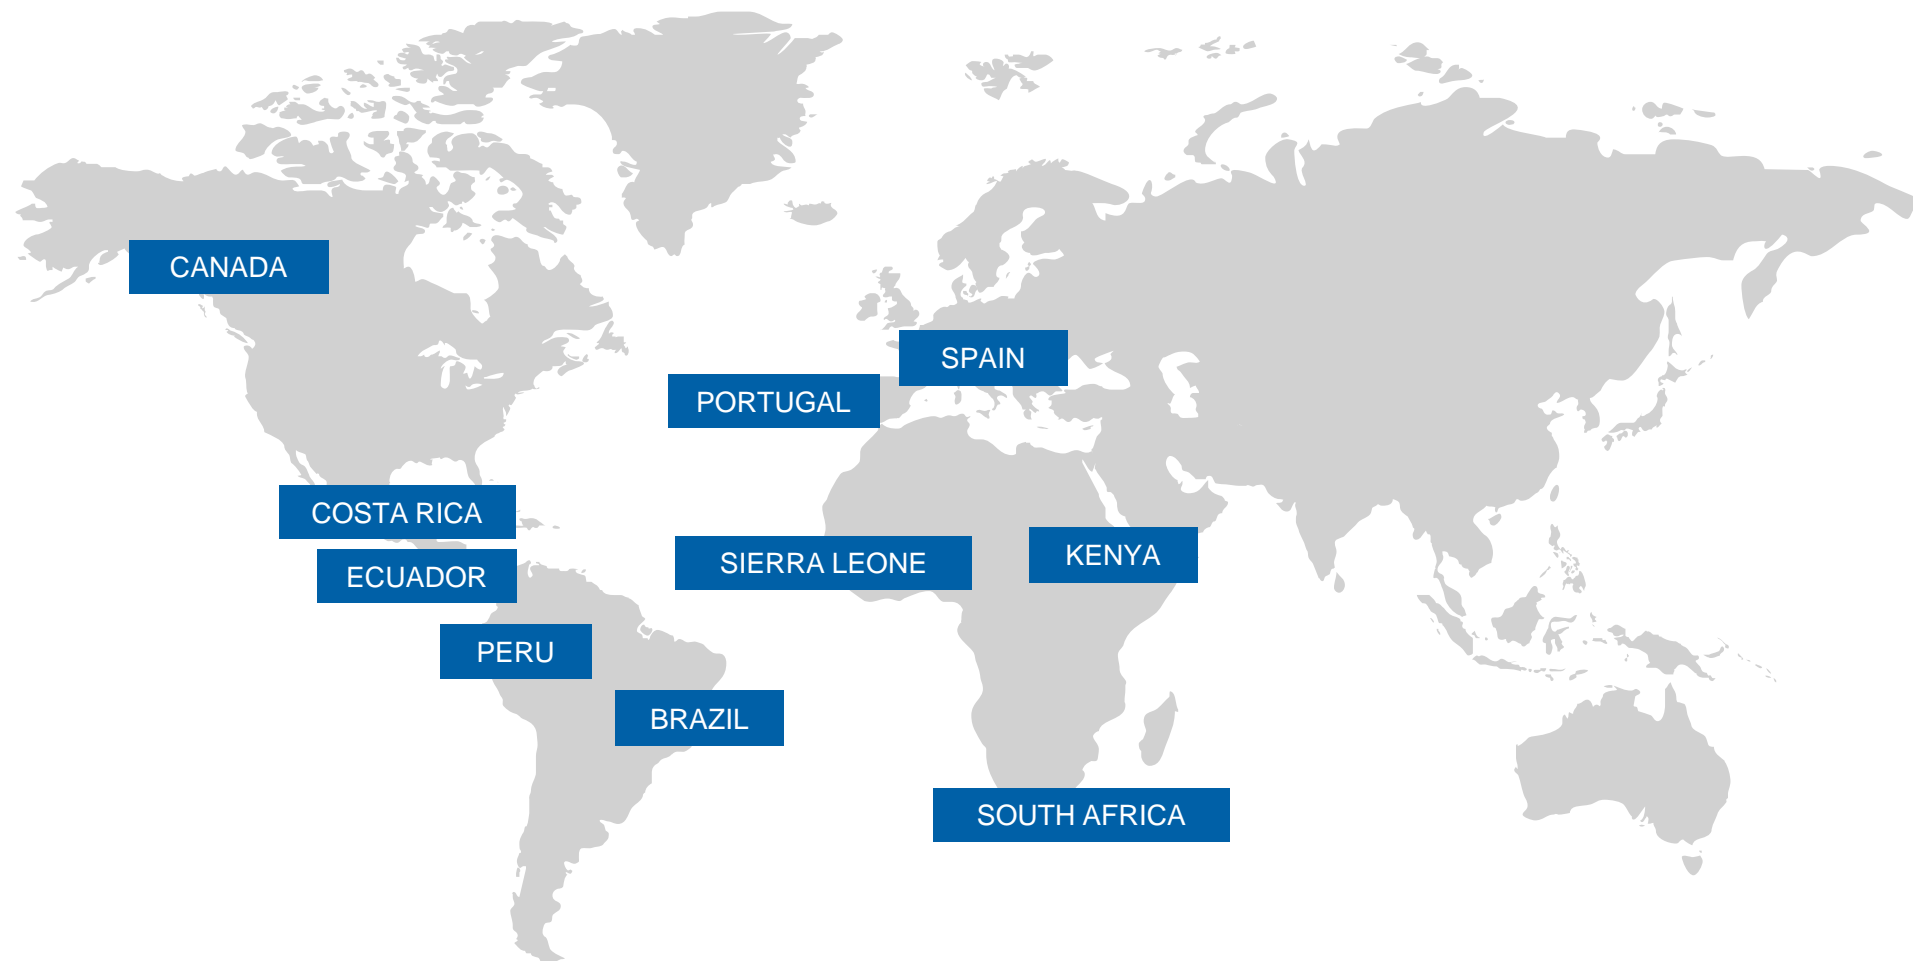 CANADA
SPAIN
PORTUGAL
COSTA RICA
SIERRA LEONE
KENYA
ECUADOR
PERU
BRAZIL
SOUTH AFRICA